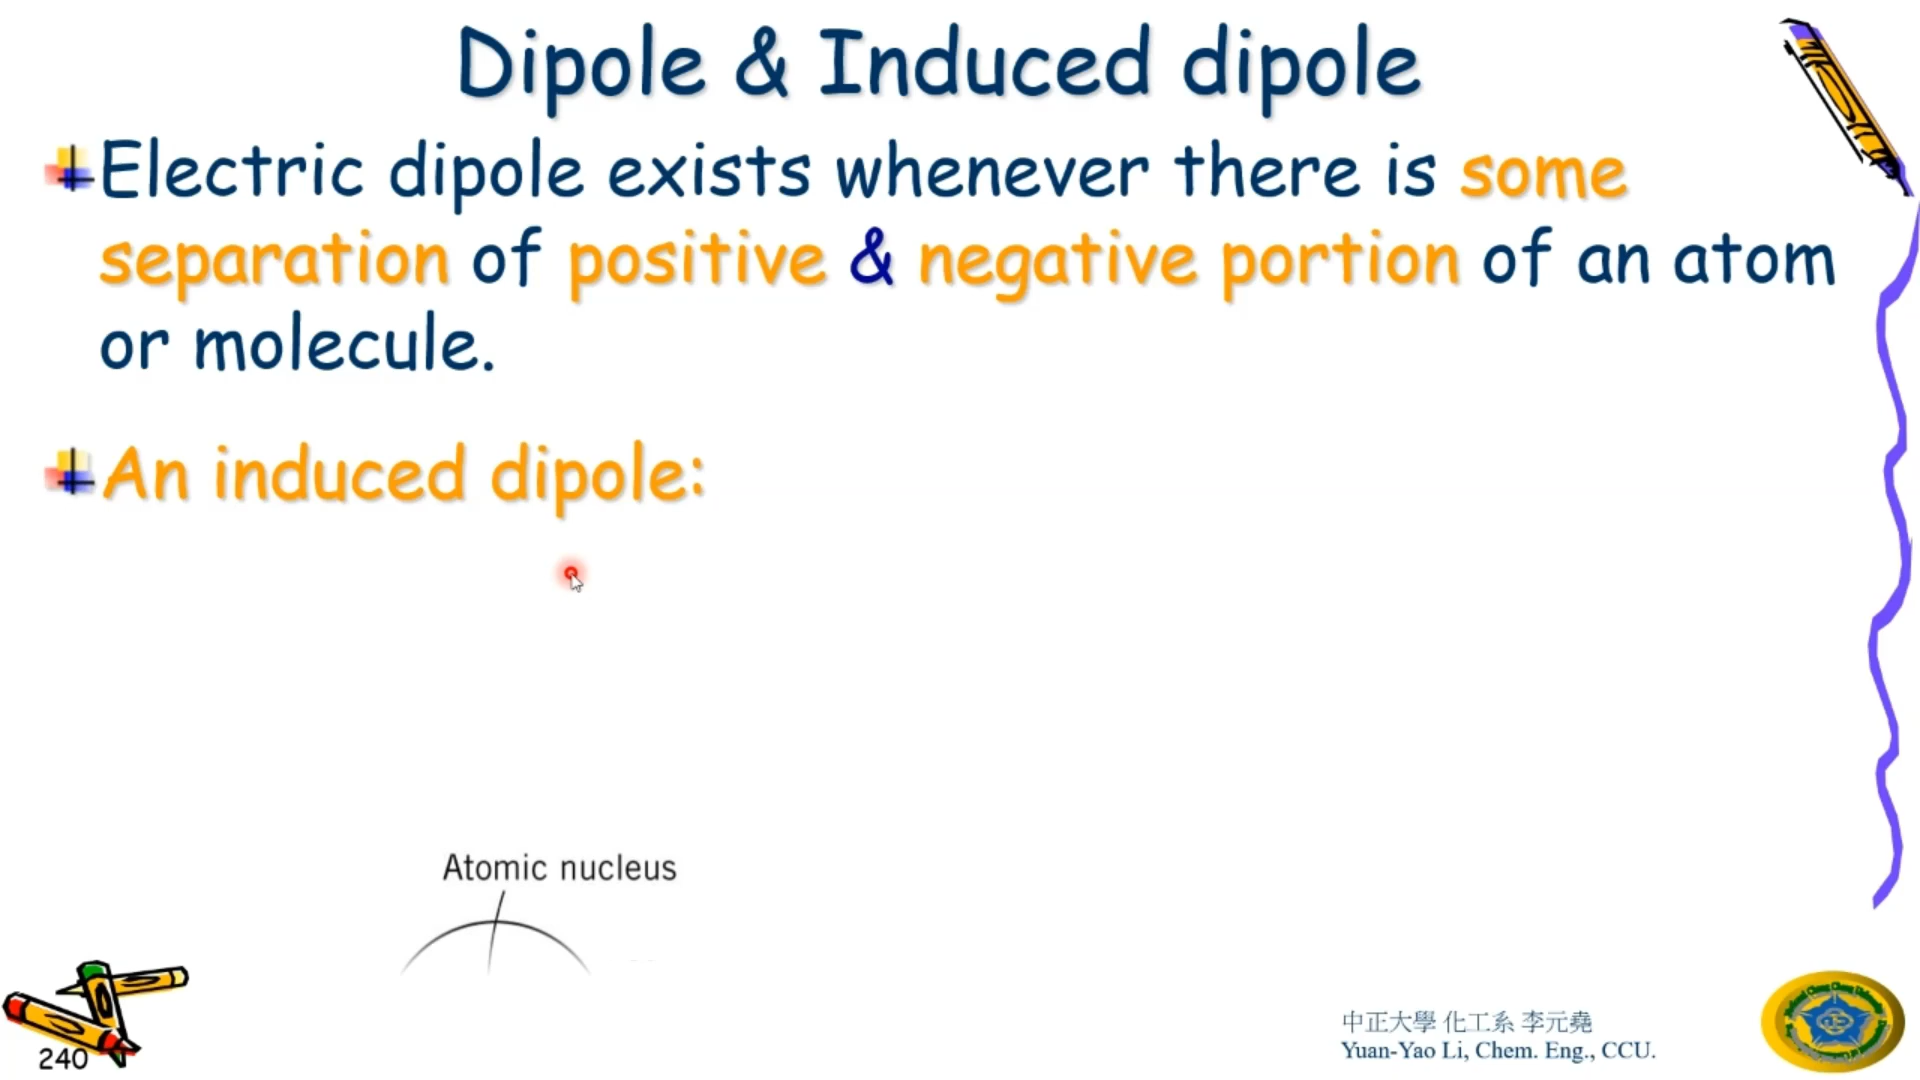 Dipole & Induced dipole
Electric dipole exists whenever there is some
separation of positive & negative portion of an atom
or molecule.
An induced dipole:
Atomic nucleus
中正大學 化工系 李元堯
Yuan-Yao Li, Chem. Eng., CCU.
240